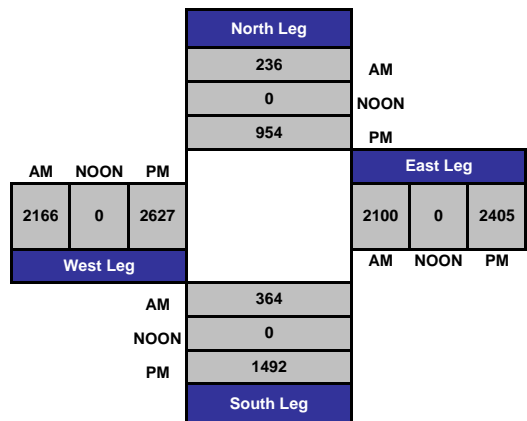 North Leg
236 AM
0 NOON
954 PM
AM NOON PM
East Leg
2166 0 2627
2100 0 2405
West Leg
AM NOON PM
AM 364
NOON 0
PM 1492
South Leg